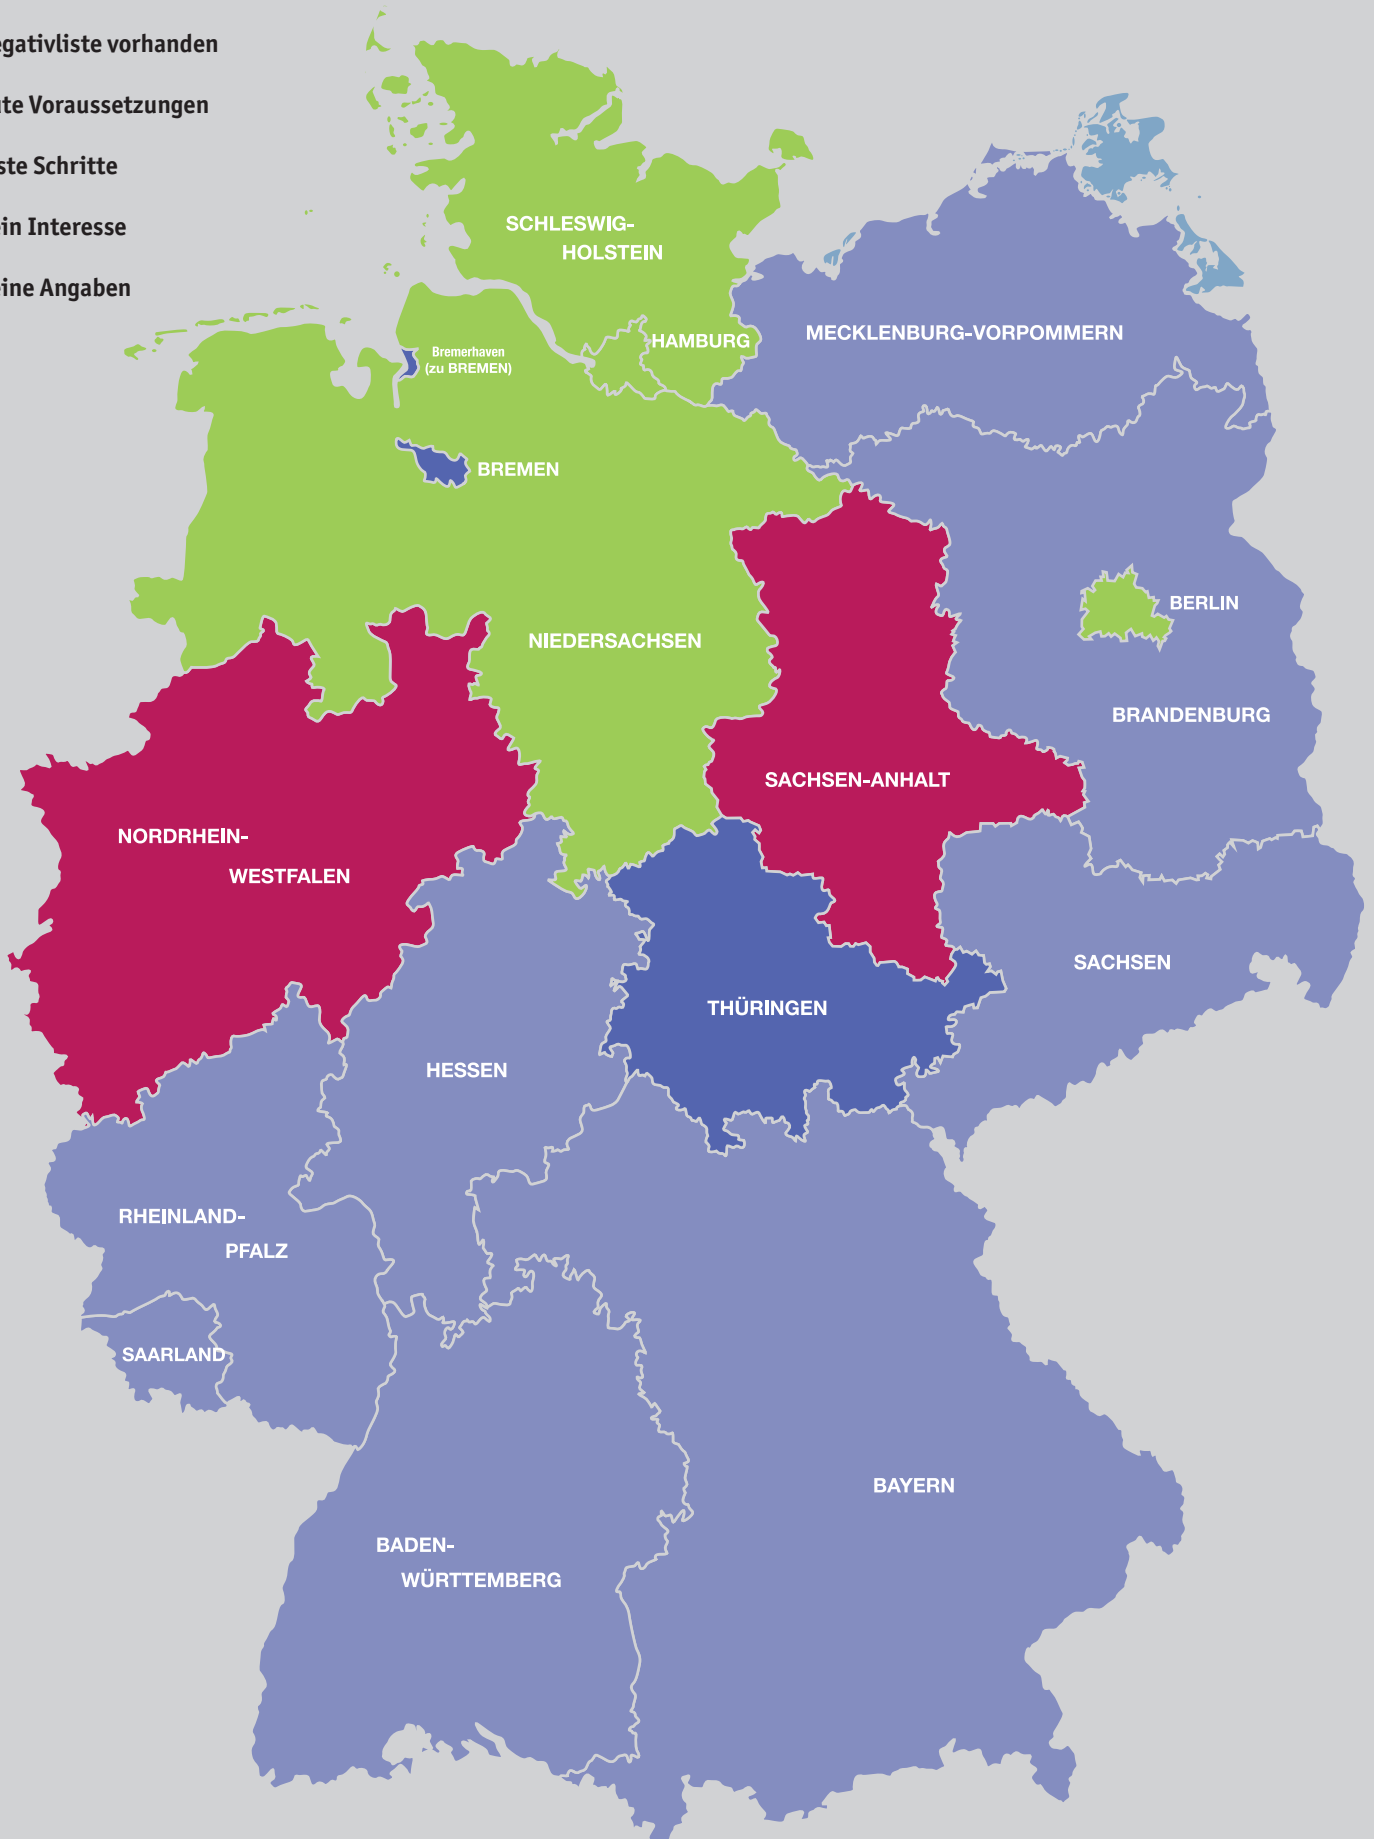 egativliste vorhanden
te Voraussetzungen
ste Schritte
in Interesse
ine Angaben
SCHLESWIG-
HOLSTEIN
HAMBURG
MECKLENBURG-VORPOMMERN
Bremerhaven
(zu BREMEN)
BREMEN
BERLIN
NIEDERSACHSEN
BRANDENBURG
SACHSEN-ANHALT
NORDRHEIN-
WESTFALEN
SACHSEN
THÜRINGEN
HESSEN
RHEINLAND-
PFALZ
SAARLAND
BAYERN
BADEN-
WÜRTTEMBERG